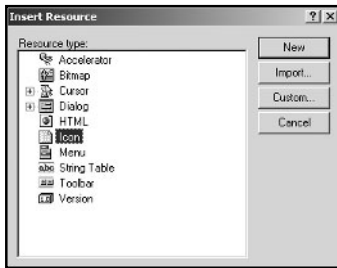 Insert Resource
Resource type:
Accelerator
Bitmap
Cursor
Dialog
HTML
Icon
Menu
abc String Table
Toolbar
Version
New
Import...
Custom...
Cancel